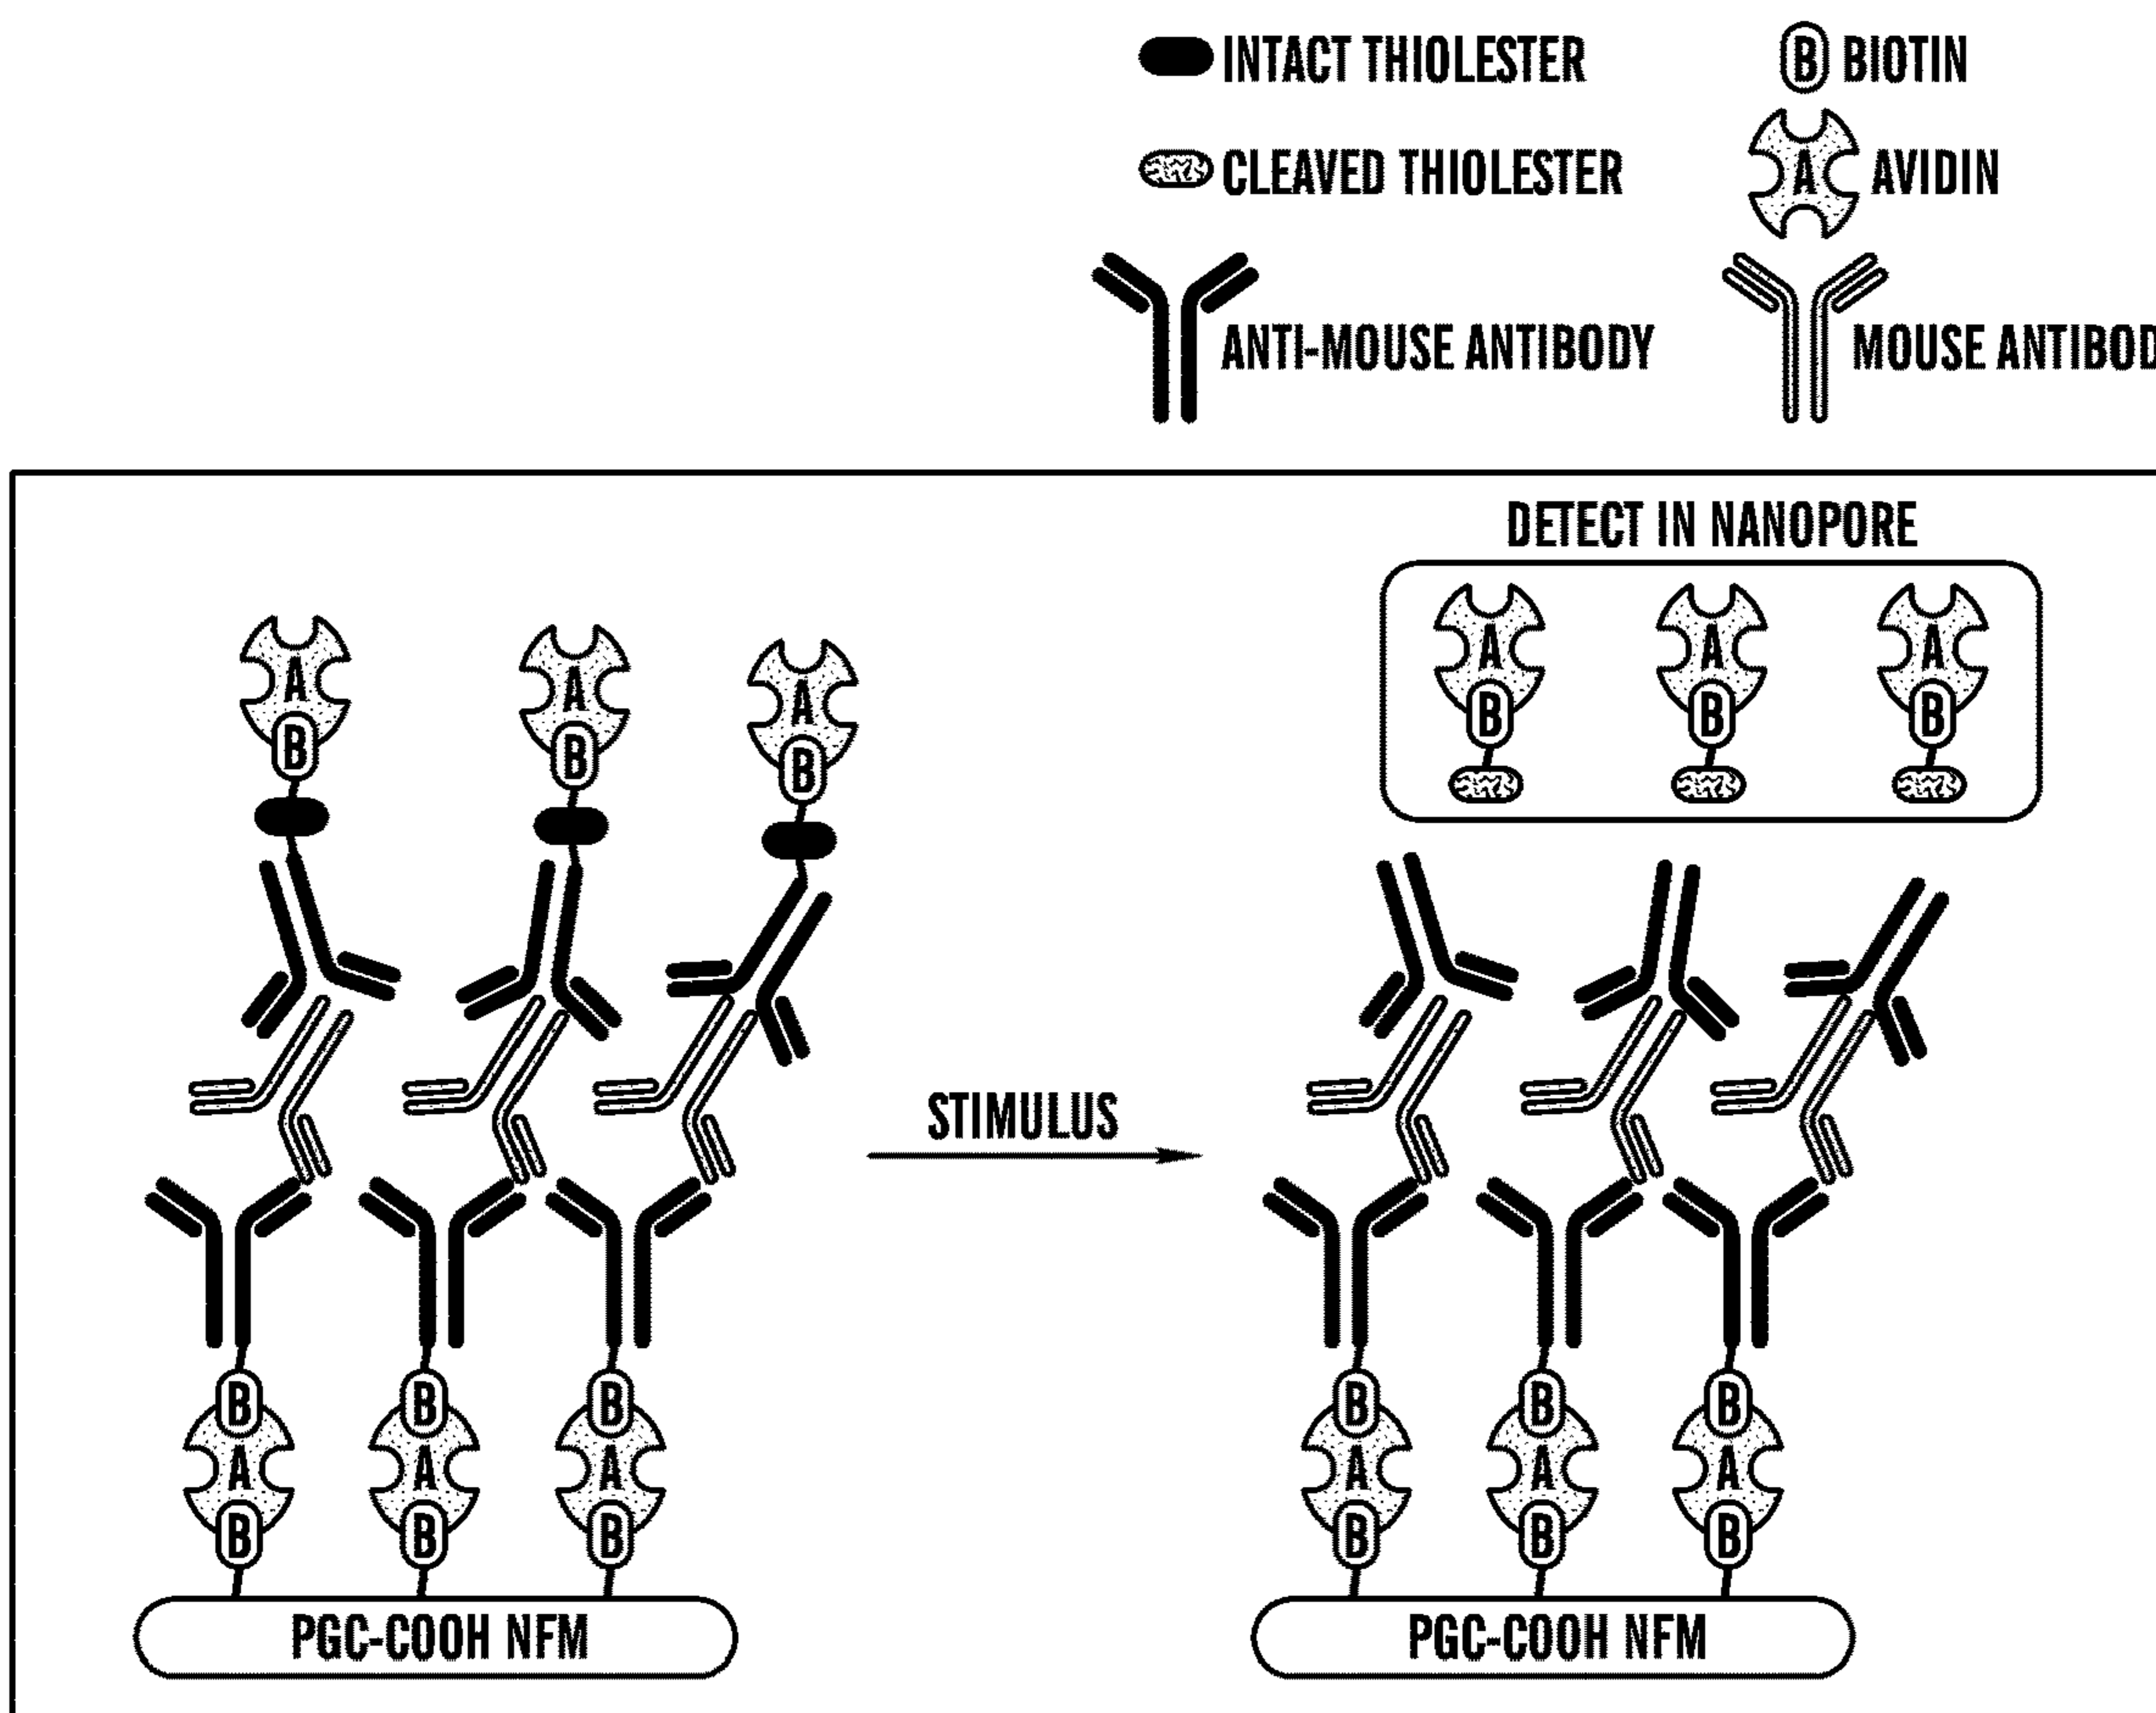 INTACT THIOLESTER
B BIOTIN
CLEAVED THIOLESTER
A AVIDIN
ANTI-MOUSE ANTIBODY
MOUSE ANTIBOD
DETECT IN NANOPORE
A A A
B B B
A A A
B B B
STIMULUS
B B B
A A A
B B B
B B B
A A A
B B B
PGC-COOH NFM
PGC-COOH NFM